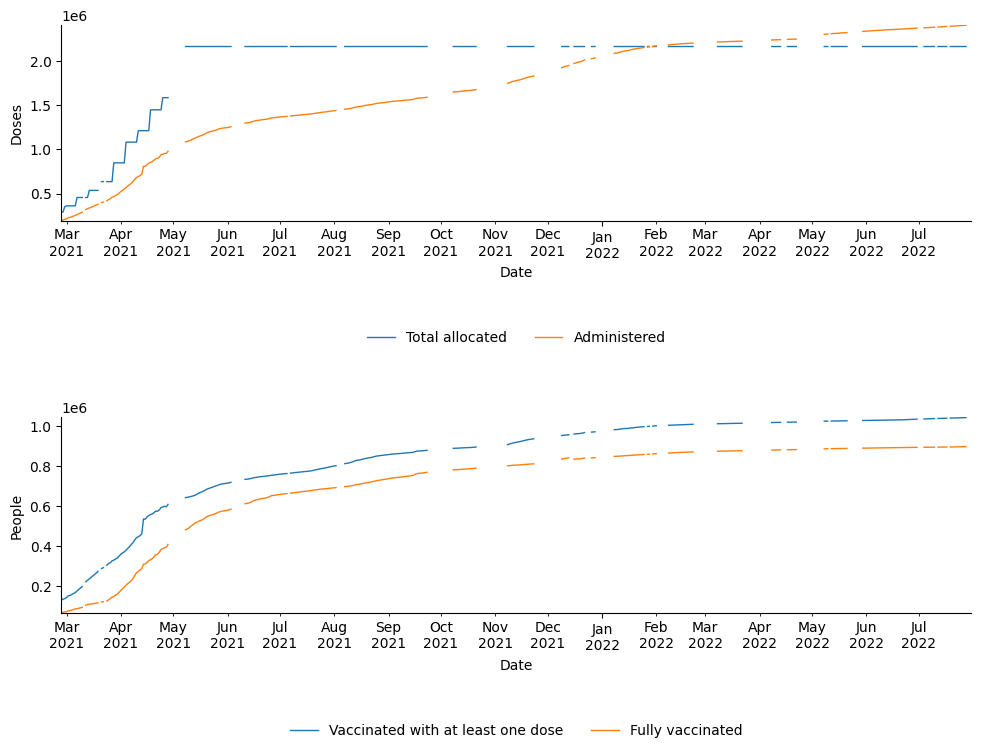 1e6
2.0
1.5
1.0
0.5
Doses
Mar Apr May Jun Jul Aug Sep Oct Nov Dec Jan Feb Mar Apr May Jun Jul
2021 2021 2021 2021 2021 2021 2021 2021 2021 2021 2022 2022 2022 2022 2022 2022 2022
Date
Total allocated Administered
1e6
1.0
0.8
0.6
0.4
0.2
People
Mar Apr May Jun Jul Aug Sep Oct Nov Dec Jan Feb Mar Apr May Jun Jul
2021 2021 2021 2021 2021 2021 2021 2021 2021 2021 2022 2022 2022 2022 2022 2022 2022
Date
Vaccinated with at least one dose Fully vaccinated